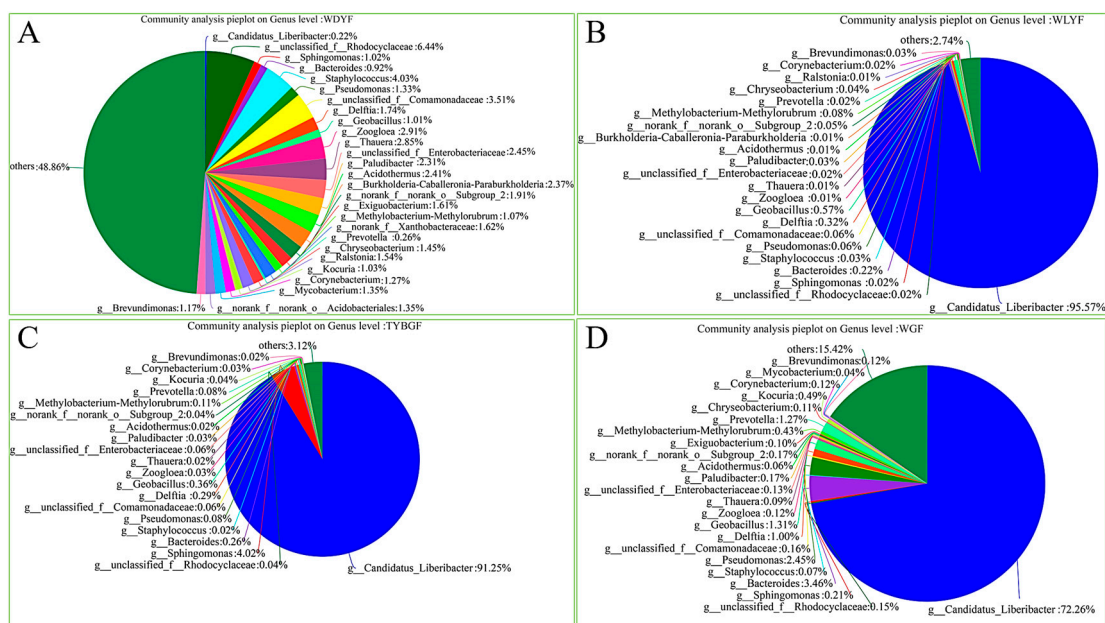 A
Community analysis pieplot on Genus level :WDYF
g__Candidatus_Liberibacter:0.22%
g__unclassified_f__Rhodocyclaceae:6.44%
g__Sphingomonas:1.02%
g__Bacteroides:0.92%
g__Staphylococcus:4.03%
g__Pseudomonas:1.33%
g__unclassified_f__Comamonadaceae:3.51%
g__Delftia:1.74%
g__Geobacillus:1.01%
g__Zoogloea:2.91%
g__Thauera:2.85%
g__unclassified_f__Enterobacteriaceae:2.45%
g__Paludibacter:2.31%
g__Acidothermus:2.41%
g__Burkholderia-Caballeronia-Paraburkholderia:2.37%
g__norank_f__norank_o__Subgroup_2:1.91%
g__Exiguobacterium:1.61%
g__Methylobacterium-Methylorubrum:1.07%
g__norank_f__Xanthobacteraceae:1.62%
g__Prevotella:0.26%
g__Chryseobacterium:1.45%
g__Ralstonia:1.54%
g__Kocuria:1.03%
g__Corynebacterium:1.27%
g__Mycobacterium:1.35%
g__norank_f__norank_o__Acidobacteriales:1.35%
g__Brevundimonas:1.17%
others:48.86%
B
Community analysis pieplot on Genus level :WLYF
others:2.74%
g__Brevundimonas:0.03%
g__Corynebacterium:0.02%
g__Ralstonia:0.01%
g__Chryseobacterium:0.04%
g__Prevotella:0.02%
g__Methylobacterium-Methylorubrum:0.08%
g__norank_f__norank_o__Subgroup_2:0.05%
g__Burkholderia-Caballeronia-Paraburkholderia:0.01%
g__Acidothermus:0.01%
g__Paludibacter:0.03%
g__unclassified_f__Enterobacteriaceae:0.02%
g__Thauera:0.01%
g__Zoogloea:0.01%
g__Geobacillus:0.57%
g__Delftia:0.32%
g__unclassified_f__Comamonadaceae:0.06%
g__Pseudomonas:0.06%
g__Staphylococcus:0.03%
g__Bacteroides:0.22%
g__Sphingomonas:0.02%
g__unclassified_f__Rhodocyclaceae:0.02%
g__Candidatus_Liberibacter:95.57%
C
Community analysis pieplot on Genus level :TYBGF
others:3.12%
g__Brevundimonas:0.02%
g__Corynebacterium:0.03%
g__Kocuria:0.04%
g__Prevotella:0.08%
g__Methylobacterium-Methylorubrum:0.11%
g__norank_f__norank_o__Subgroup_2:0.04%
g__Acidothermus:0.02%
g__Paludibacter:0.03%
g__unclassified_f__Enterobacteriaceae:0.06%
g__Thauera:0.02%
g__Zoogloea:0.03%
g__Geobacillus:0.36%
g__Delftia:0.29%
g__unclassified_f__Comamonadaceae:0.06%
g__Pseudomonas:0.08%
g__Staphylococcus:0.02%
g__Bacteroides:0.26%
g__Sphingomonas:4.02%
g__unclassified_f__Rhodocyclaceae:0.04%
g__Candidatus_Liberibacter:91.25%
D
Community analysis pieplot on Genus level :WGF
others:15.42%
g__Brevundimonas:0.12%
g__Mycobacterium:0.04%
g__Corynebacterium:0.12%
g__Kocuria:0.49%
g__Chryseobacterium:0.11%
g__Prevotella:1.27%
g__Methylobacterium-Methylorubrum:0.43%
g__Exiguobacterium:0.10%
g__norank_f__norank_o__Subgroup_2:0.17%
g__Acidothermus:0.06%
g__Paludibacter:0.17%
g__unclassified_f__Enterobacteriaceae:0.13%
g__Thauera:0.09%
g__Zoogloea:0.12%
g__Geobacillus:1.31%
g__Delftia:1.00%
g__unclassified_f__Comamonadaceae:0.16%
g__Pseudomonas:2.45%
g__Staphylococcus:0.07%
g__Bacteroides:3.46%
g__Sphingomonas:0.21%
g__unclassified_f__Rhodocyclaceae:0.15%
g__Candidatus_Liberibacter:72.26%